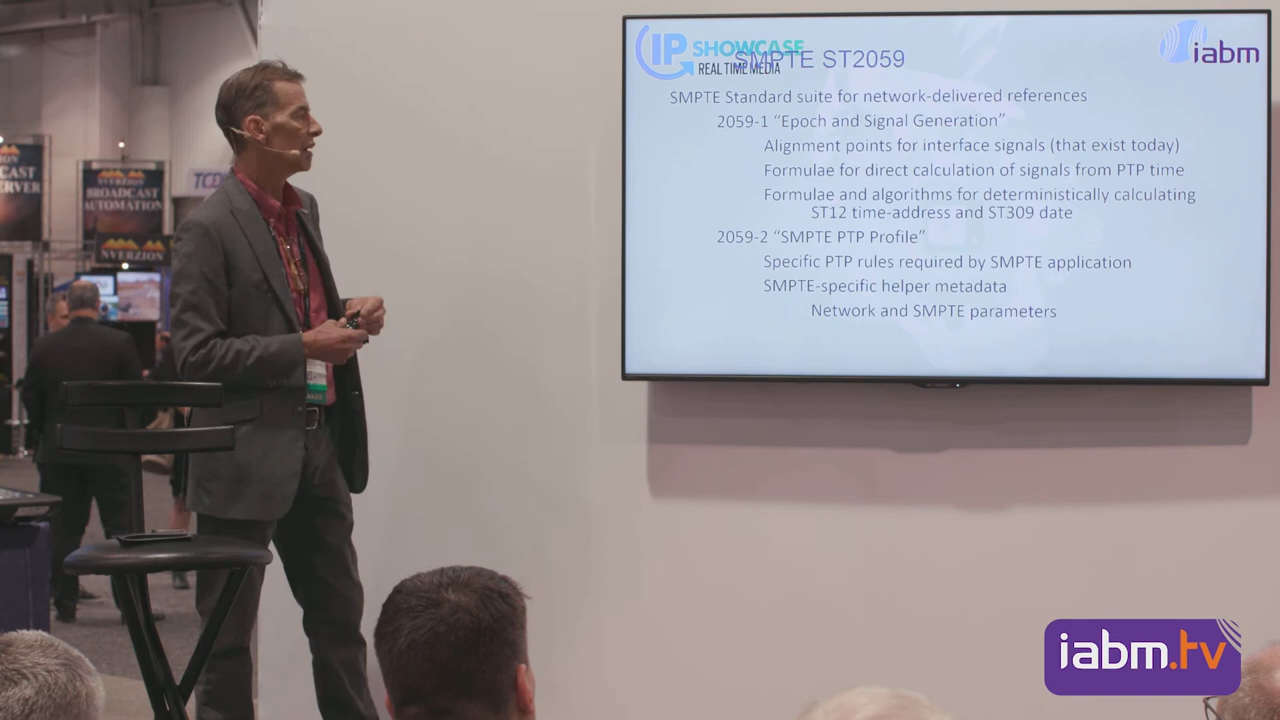 IP SHOWCASE
REAL TIME MEDIA
SMPTE ST2059
iabm
SMPTE Standard suite for network-delivered references
2059-1 “Epoch and Signal Generation”
Alignment points for interface signals (that exist today)
Formulae for direct calculation of signals from PTP time
Formulae and algorithms for deterministically calculating
ST12 time-address and ST309 date
2059-2 “SMPTE PTP Profile”
Specific PTP rules required by SMPTE application
SMPTE-specific helper metadata
Network and SMPTE parameters
NVERZION
BROADCAST
AUTOMATION
NVERZION
iabm.tv